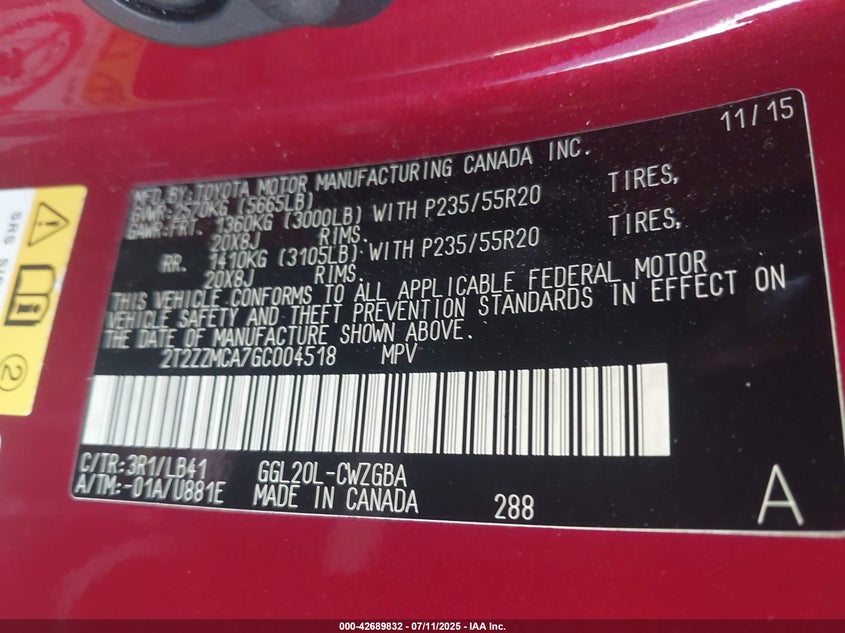 11/15
MFD.BY:TOYOTA MOTOR MANUFACTURING CANADA INC.
GVWR:2570KG (5665LB)
GAWR:FRT. 1360KG (3000LB) WITH P235/55R20 TIRES,
20X8J RIMS.
RR. 1410KG (3105LB) WITH P235/55R20 TIRES,
20X8J RIMS.
THIS VEHICLE CONFORMS TO ALL APPLICABLE FEDERAL MOTOR
VEHICLE SAFETY AND THEFT PREVENTION STANDARDS IN EFFECT ON
THE DATE OF MANUFACTURE SHOWN ABOVE.
2T2ZZMCA7GC004518 MPV
C/TR:3R1/LB41 GGL20L-CWZGBA
A/TM:-01A/U881E MADE IN CANADA 288 A
SRS
2
000-42689832 - 07/11/2025 - IAA Inc.